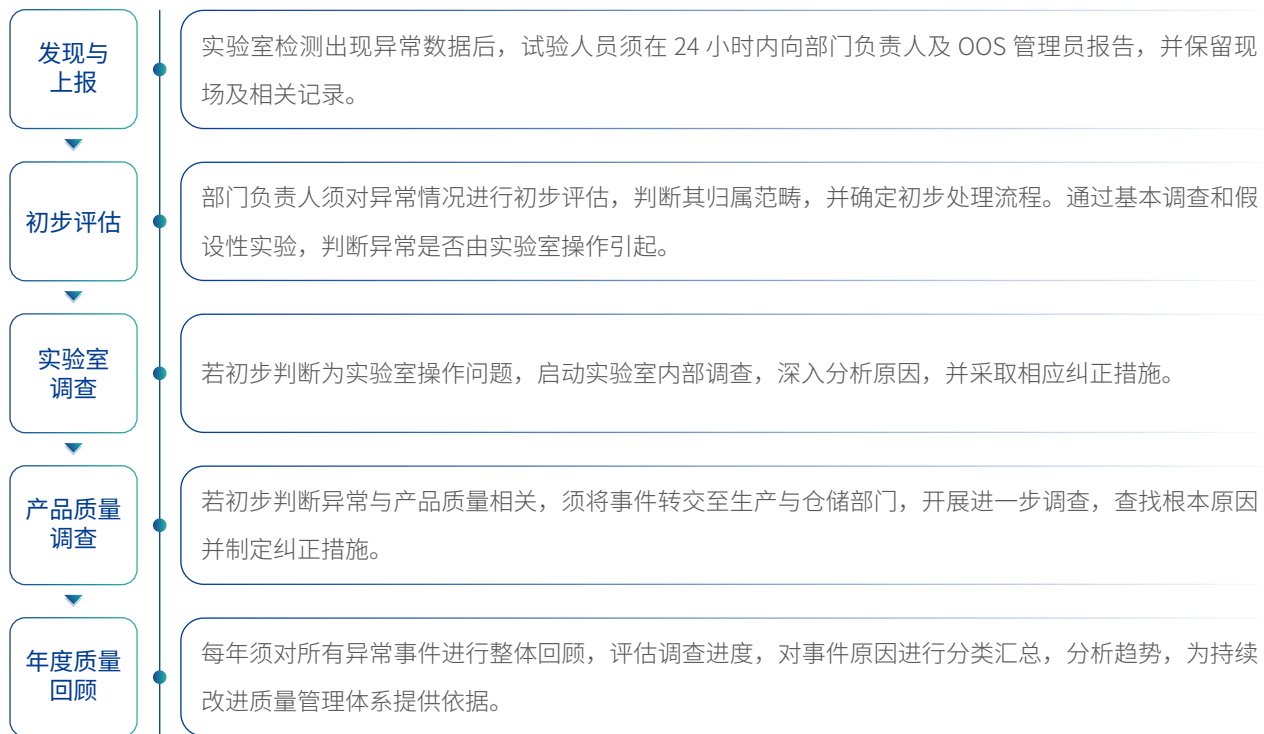 发现与
上报
实验室检测出现异常数据后，试验人员须在 24 小时内向部门负责人及 OOS 管理员报告，并保留现
场及相关记录。
初步评估
部门负责人须对异常情况进行初步评估，判断其归属范畴，并确定初步处理流程。通过基本调查和假
设性实验，判断异常是否由实验室操作引起。
实验室
调查
若初步判断为实验室操作问题，启动实验室内部调查，深入分析原因，并采取相应纠正措施。
产品质量
调查
若初步判断异常与产品质量相关，须将事件转交至生产与仓储部门，开展进一步调查，查找根本原因
并制定纠正措施。
年度质量
回顾
每年须对所有异常事件进行整体回顾，评估调查进度，对事件原因进行分类汇总，分析趋势，为持续
改进质量管理体系提供依据。